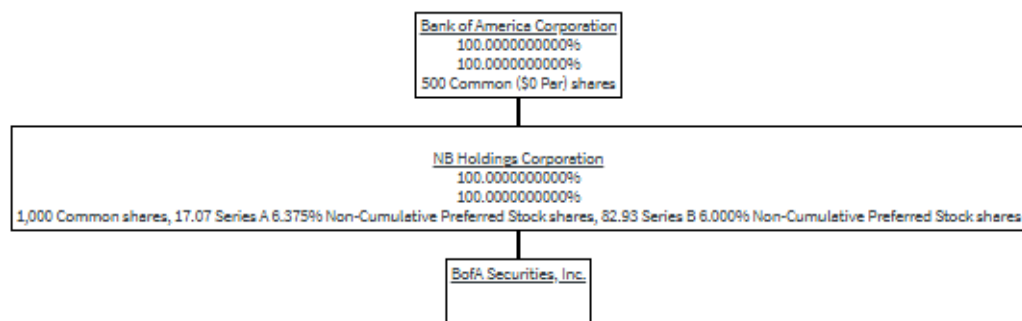 Bank of America Corporation
100.0000000000%
100.0000000000%
500 Common ($0 Par) shares
NB Holdings Corporation
100.0000000000%
100.0000000000%
1,000 Common shares, 17.07 Series A 6.375% Non-Cumulative Preferred Stock shares, 82.93 Series B 6.000% Non-Cumulative Preferred Stock shares
BofA Securities, Inc.